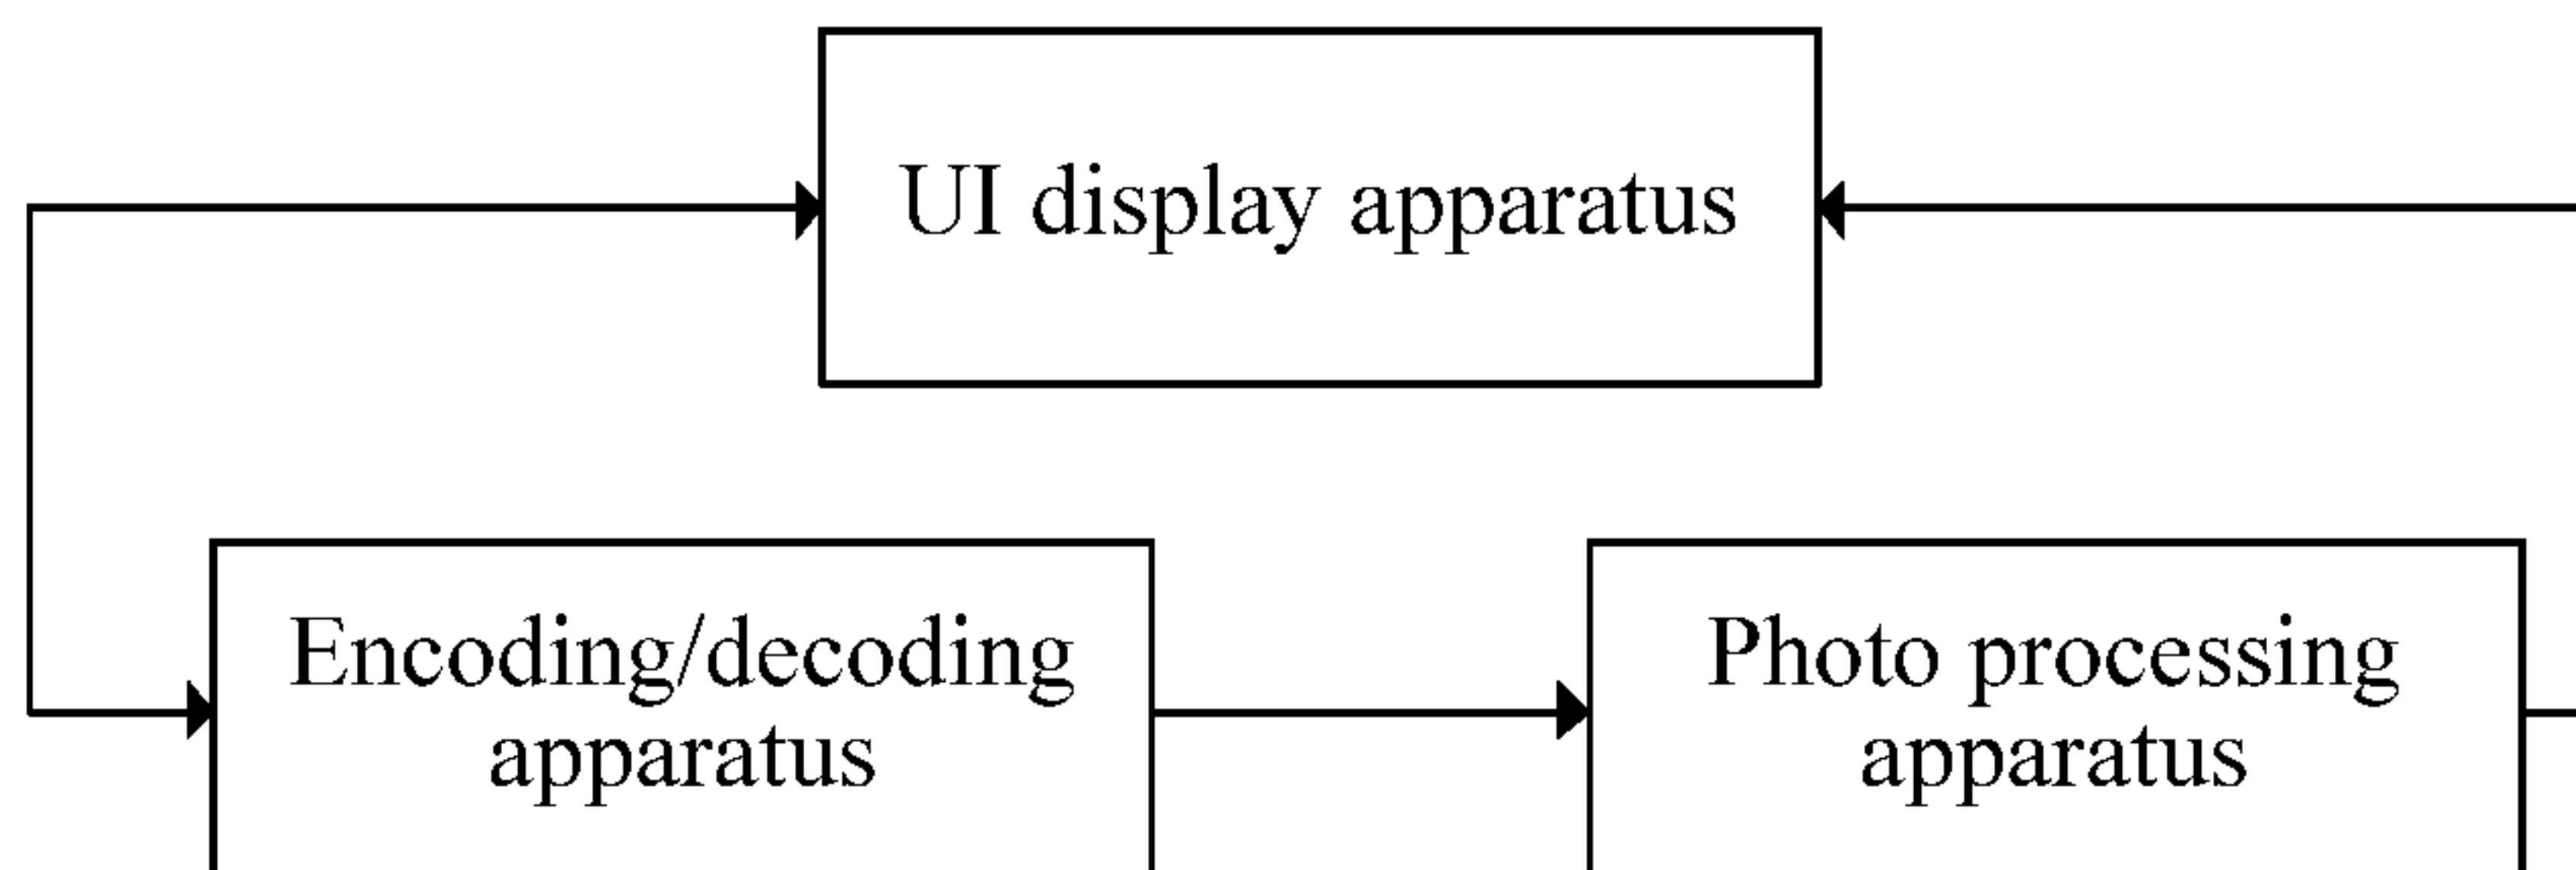 UI display apparatus
Encoding/decoding
apparatus
Photo processing
apparatus